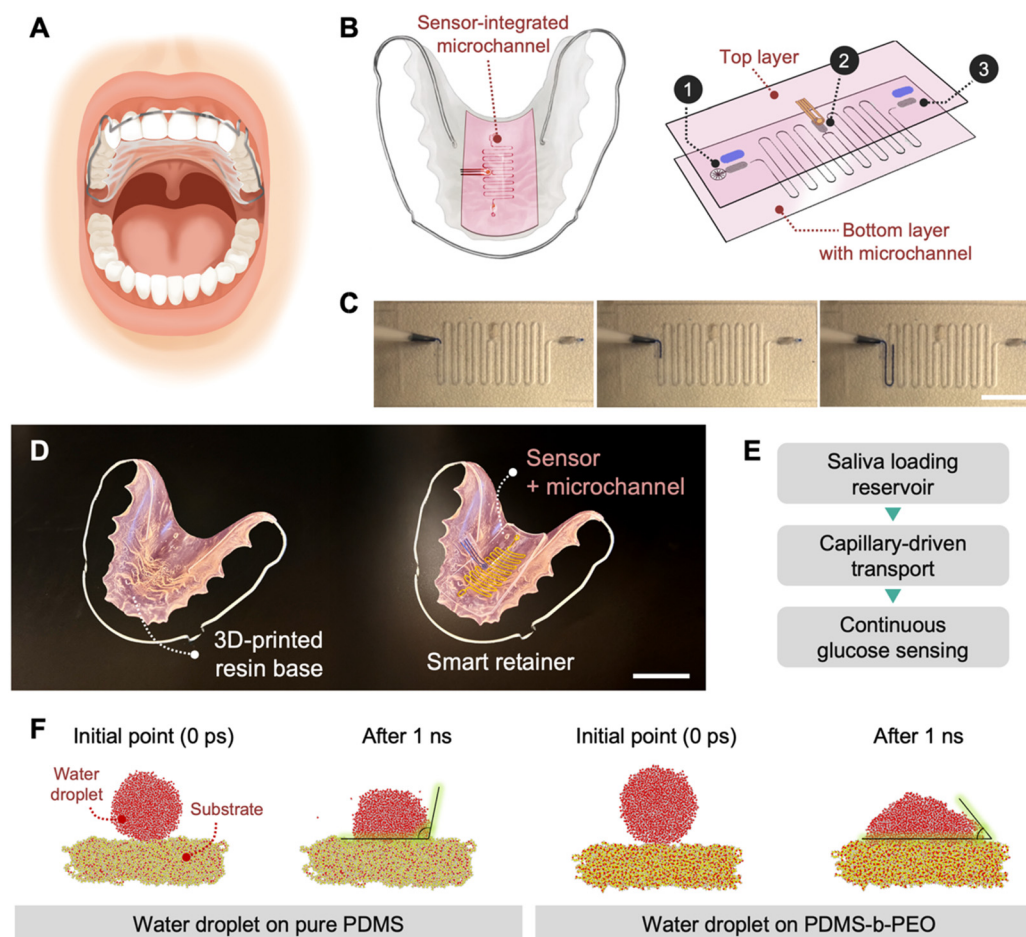 A
B
Sensor-integrated
microchannel
Top layer
1
2
3
Bottom layer
with microchannel
C
D
Sensor
+ microchannel
3D-printed
resin base
Smart retainer
E
Saliva loading
reservoir
Capillary-driven
transport
Continuous
glucose sensing
F
Initial point (0 ps)
After 1 ns
Initial point (0 ps)
After 1 ns
Water
droplet
Substrate
Water droplet on pure PDMS
Water droplet on PDMS-b-PEO